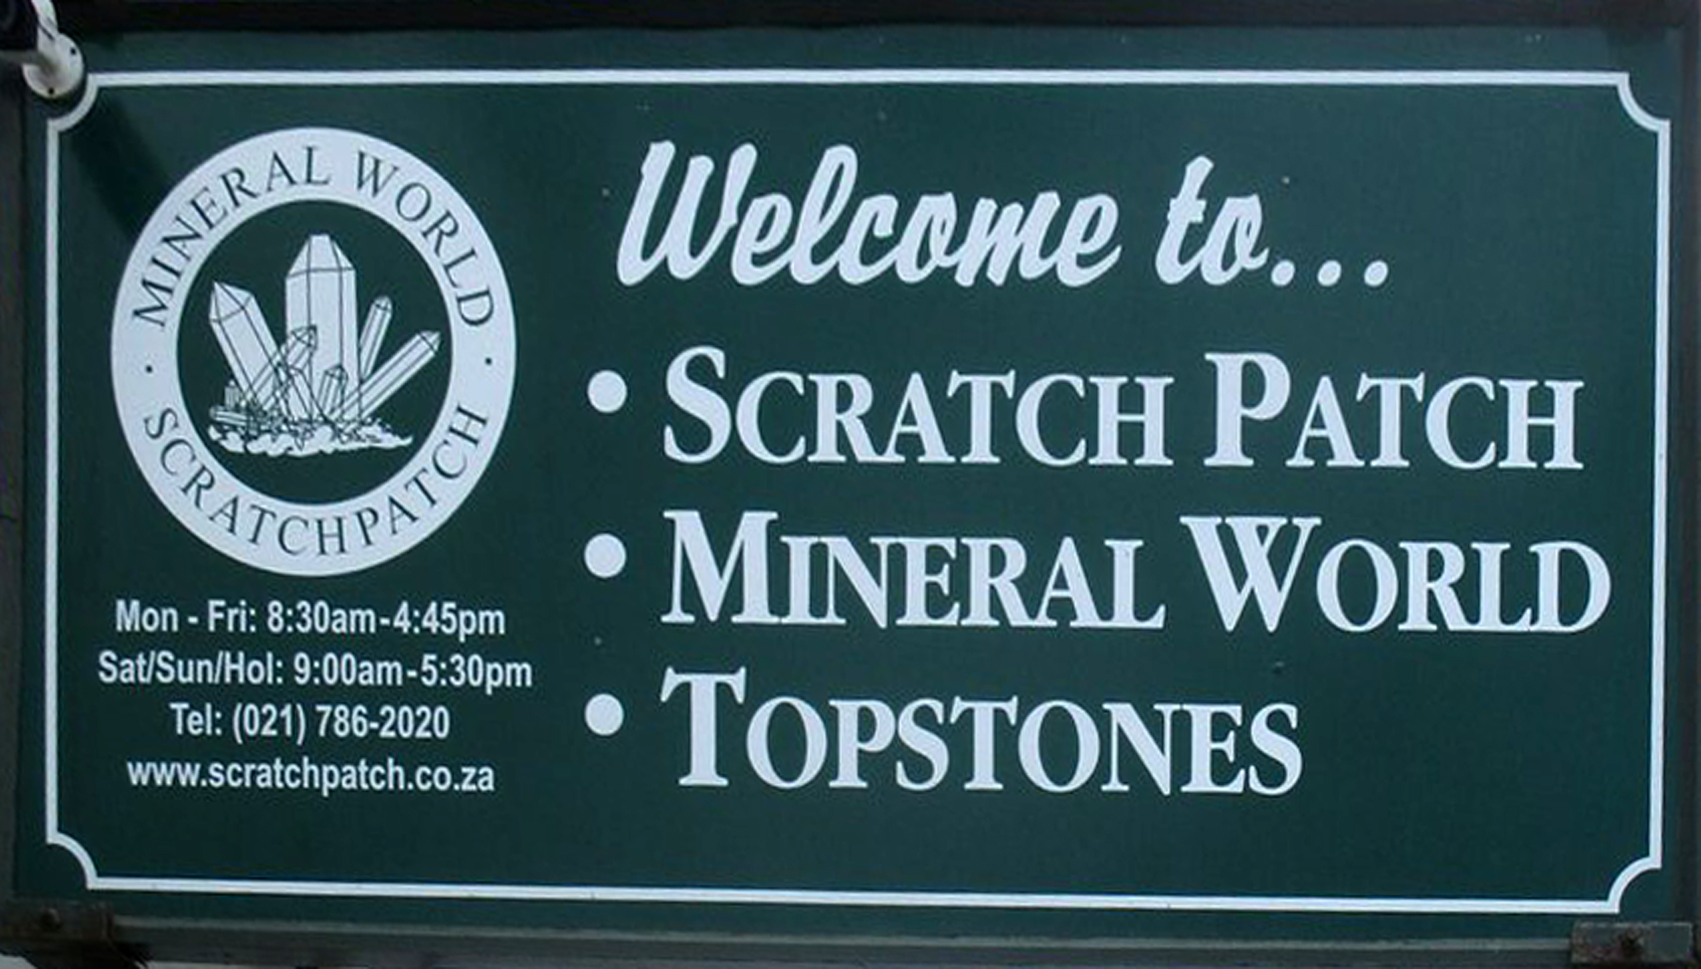 MINERAL WORLD
· SCRATCHPATCH ·
Mon - Fri: 8:30am-4:45pm
Sat/Sun/Hol: 9:00am-5:30pm
Tel: (021) 786-2020
www.scratchpatch.co.za
Welcome to...
• SCRATCH PATCH
• MINERAL WORLD
• TOPSTONES